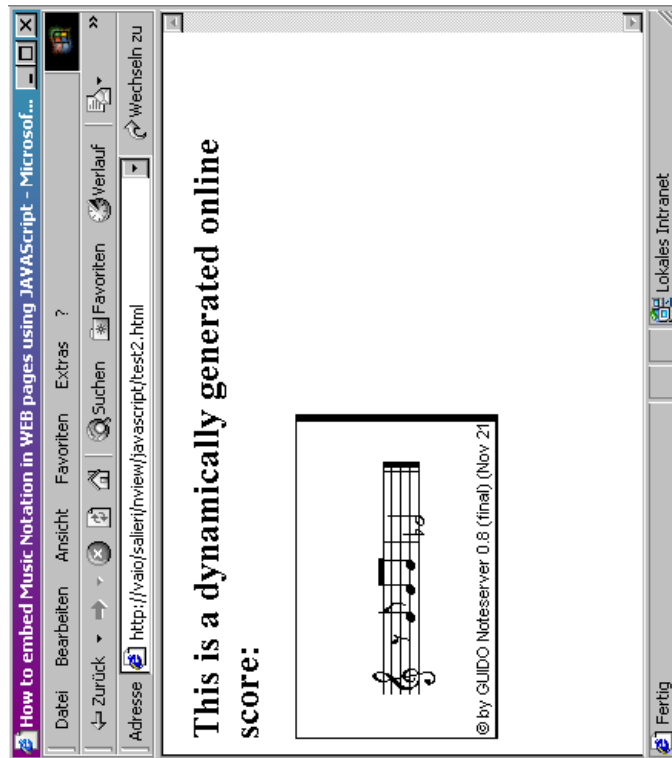 How to embed Music Notation in WEB pages using JAVAScript - Microsof...
Datei Bearbeiten Ansicht Favoriten Extras ?
Zurück Suchen Favoriten Verlauf
Adresse http://vaio/salieri/nview/javascript/test2.html Wechseln zu
This is a dynamically generated online
score:
© by GUIDO Noteserver 0.8 (final) (Nov 21
Fertig Lokales Intranet